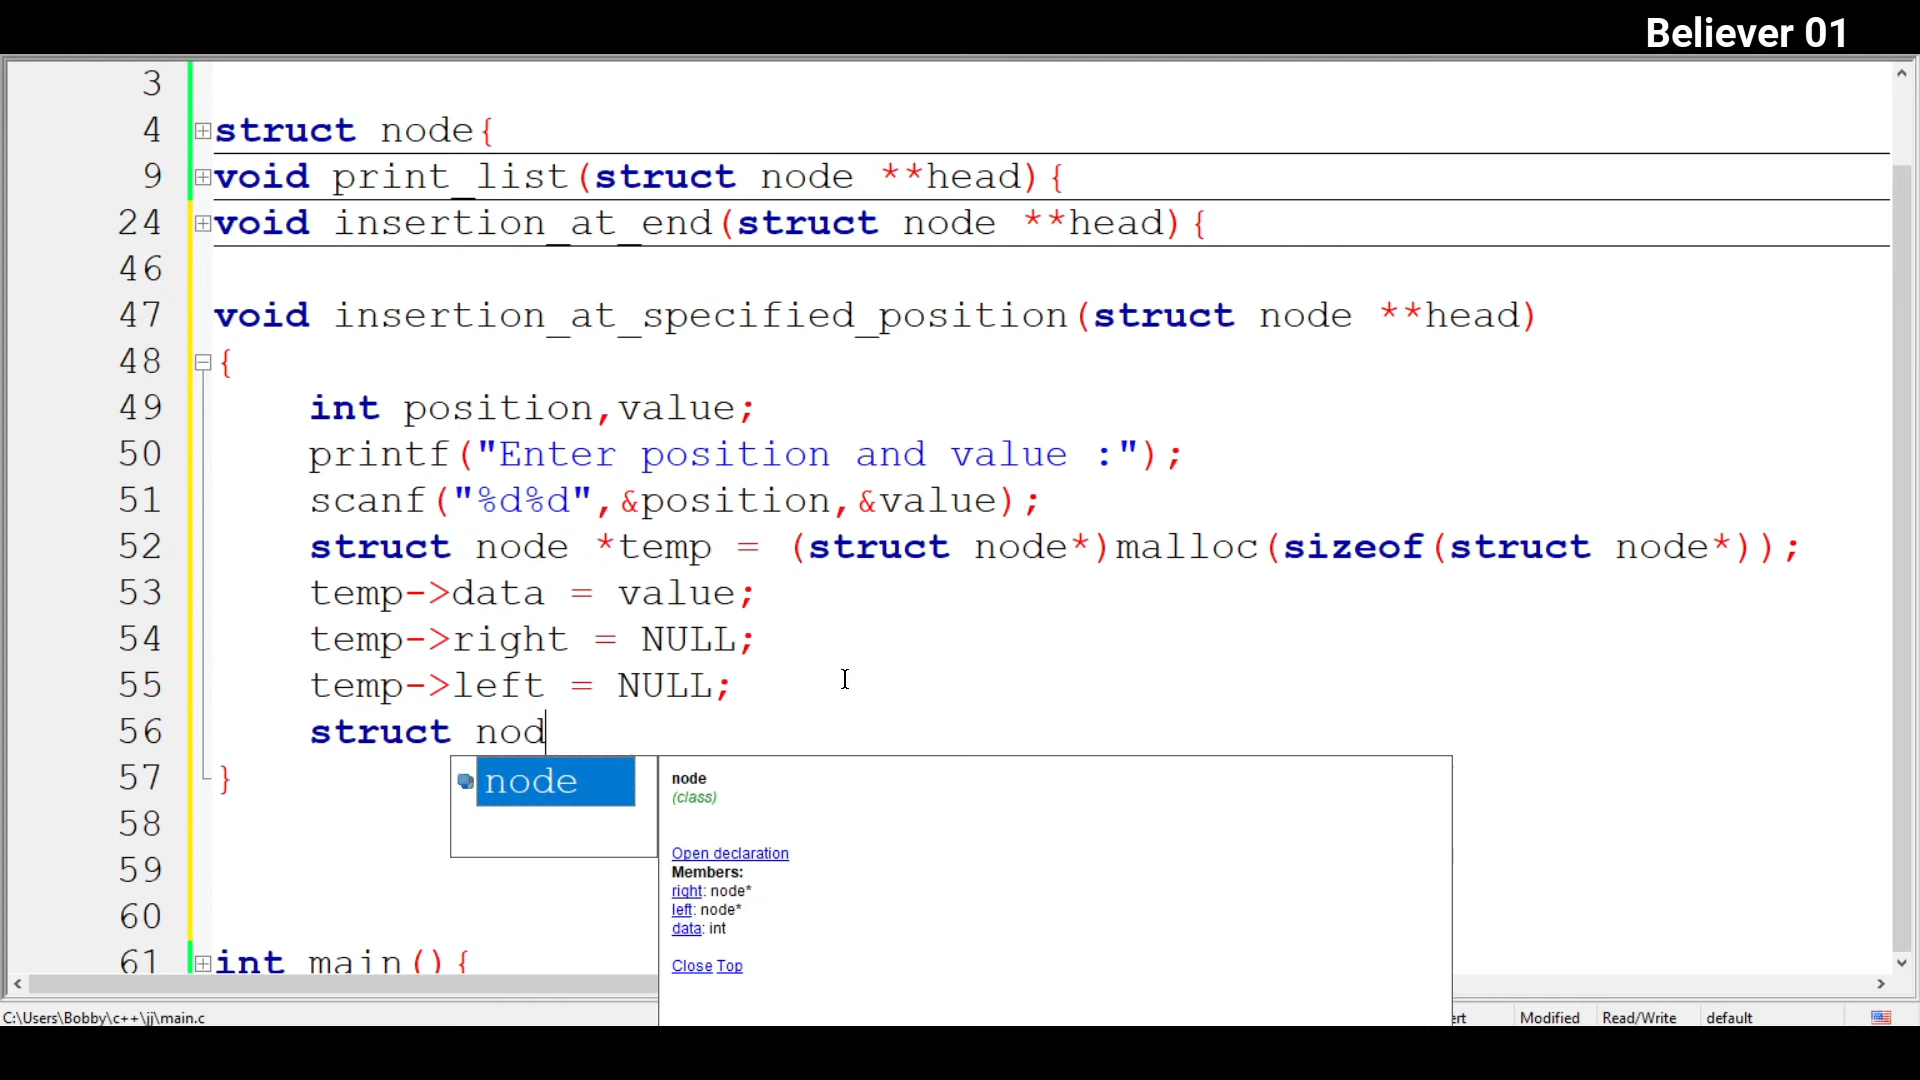 Believer 01
3
4 struct node{
9 void print_list(struct node **head){
24 void insertion_at_end(struct node **head){
46
47 void insertion_at_specified_position(struct node **head)
48 {
49 int position,value;
50 printf("Enter position and value :");
51 scanf("%d%d",&position,&value);
52 struct node *temp = (struct node*)malloc(sizeof(struct node*));
53 temp->data = value;
54 temp->right = NULL;
55 temp->left = NULL;
56 struct nod
57 }
58
59
60
61 int main(){
node
node
(class)
Open declaration
Members:
right: node*
left: node*
data: int
Close Top
C:\Users\Bobby\c++\jj\main.c
Modified Read/Write default